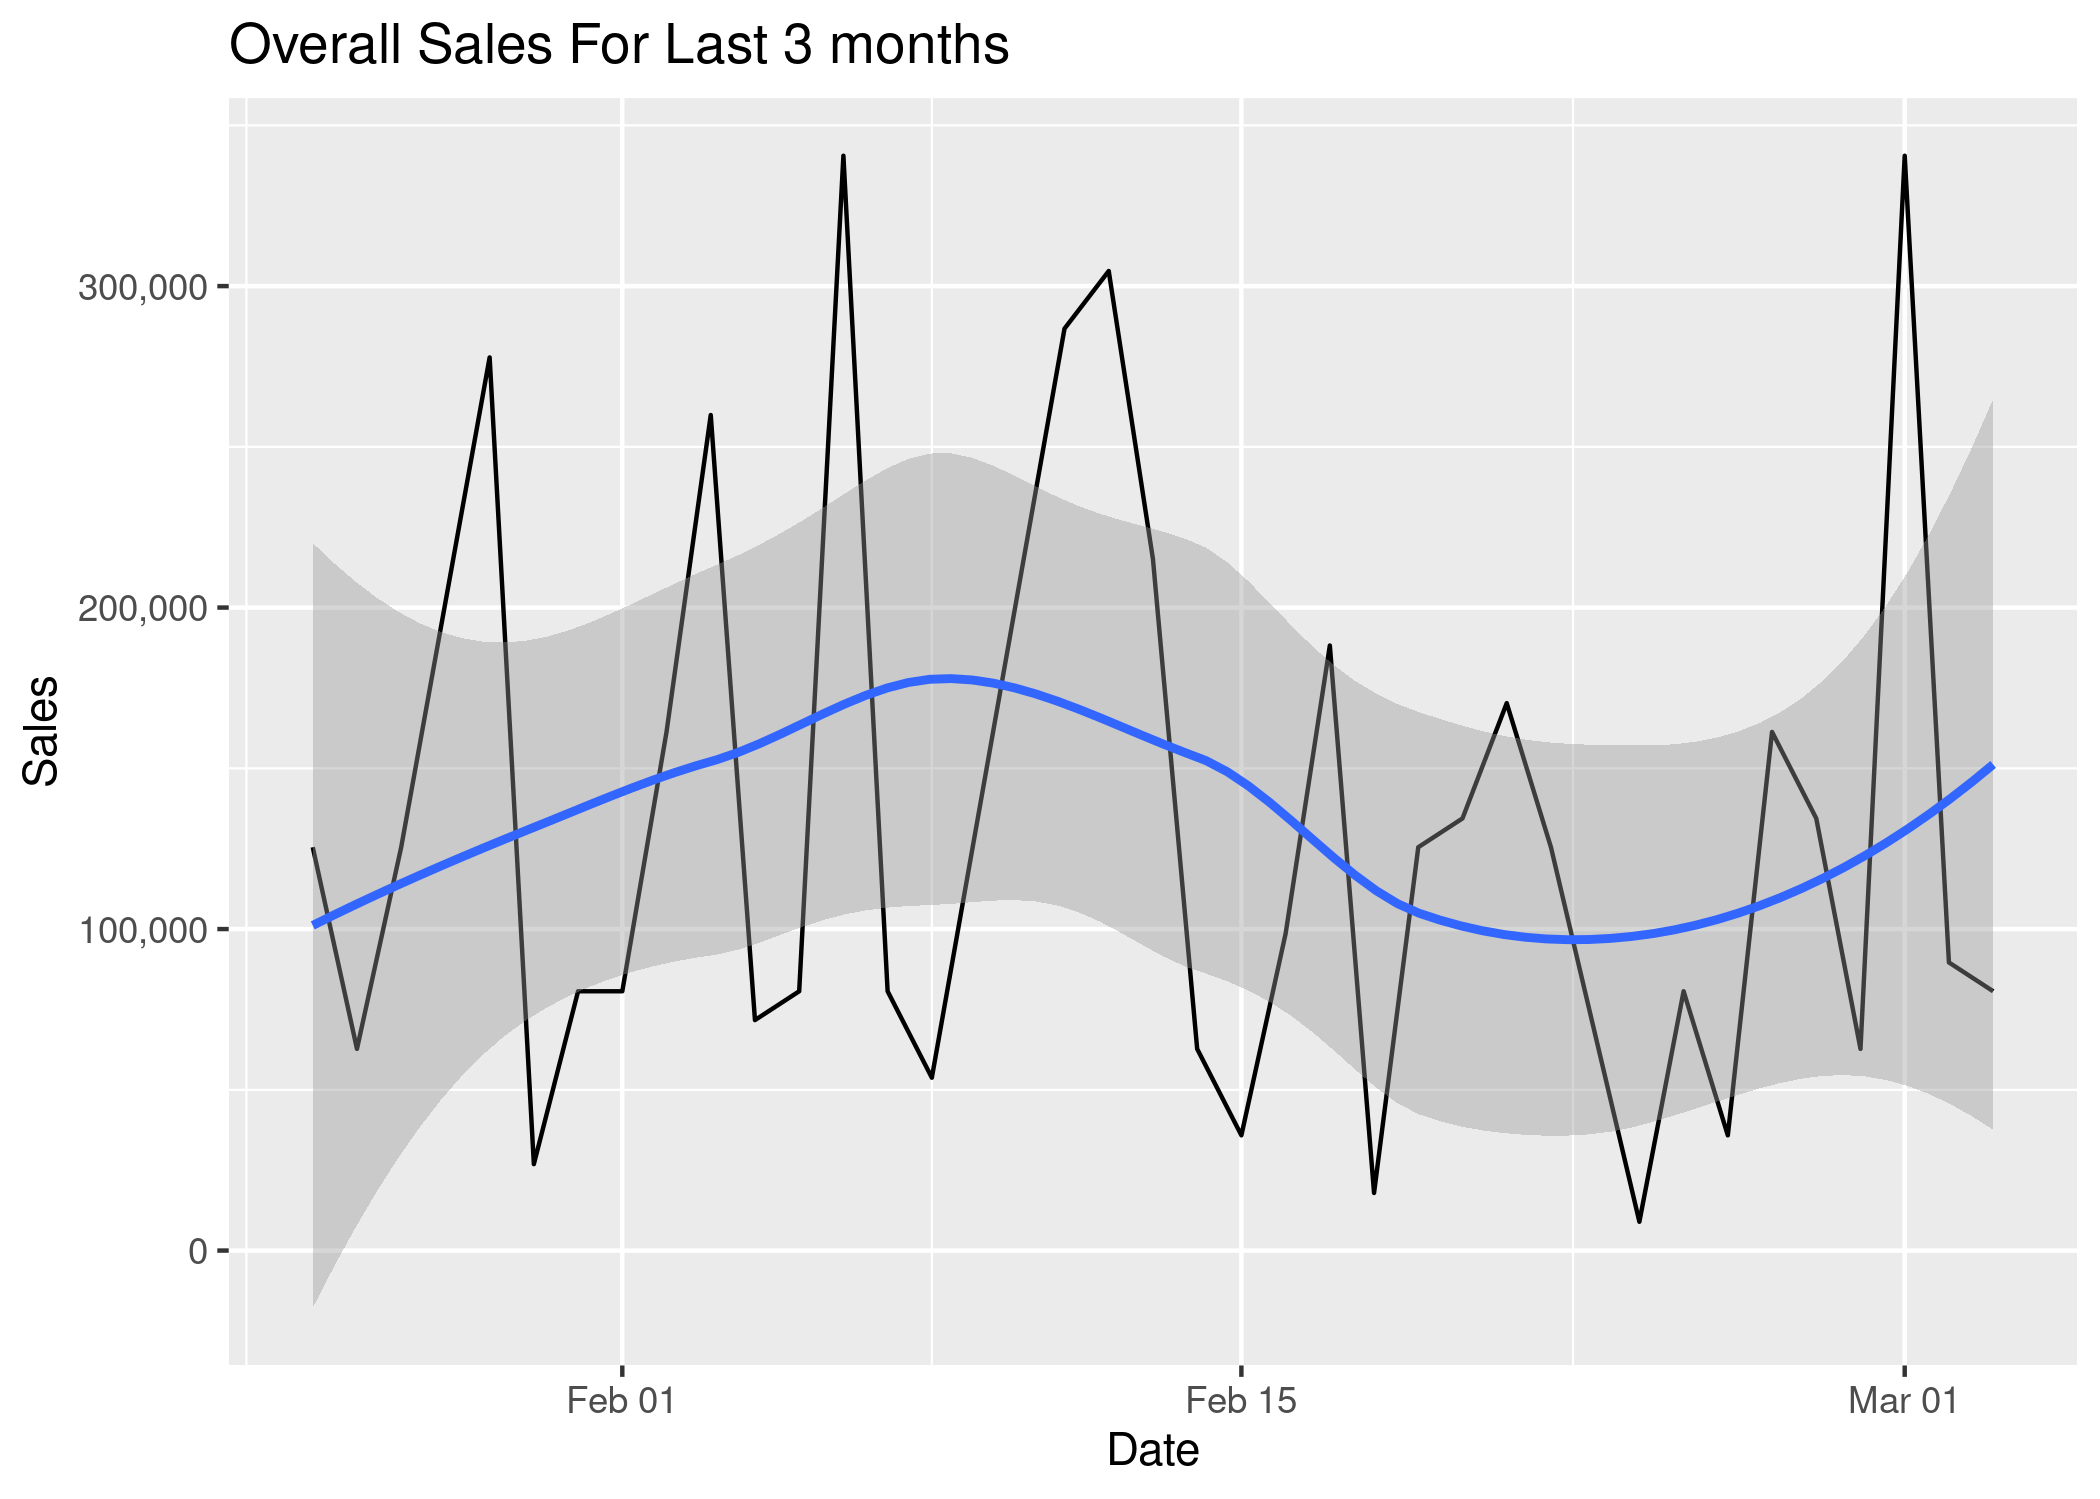 Overall Sales For Last 3 months
Sales
300,000
200,000
100,000
0
Feb 01
Feb 15
Mar 01
Date